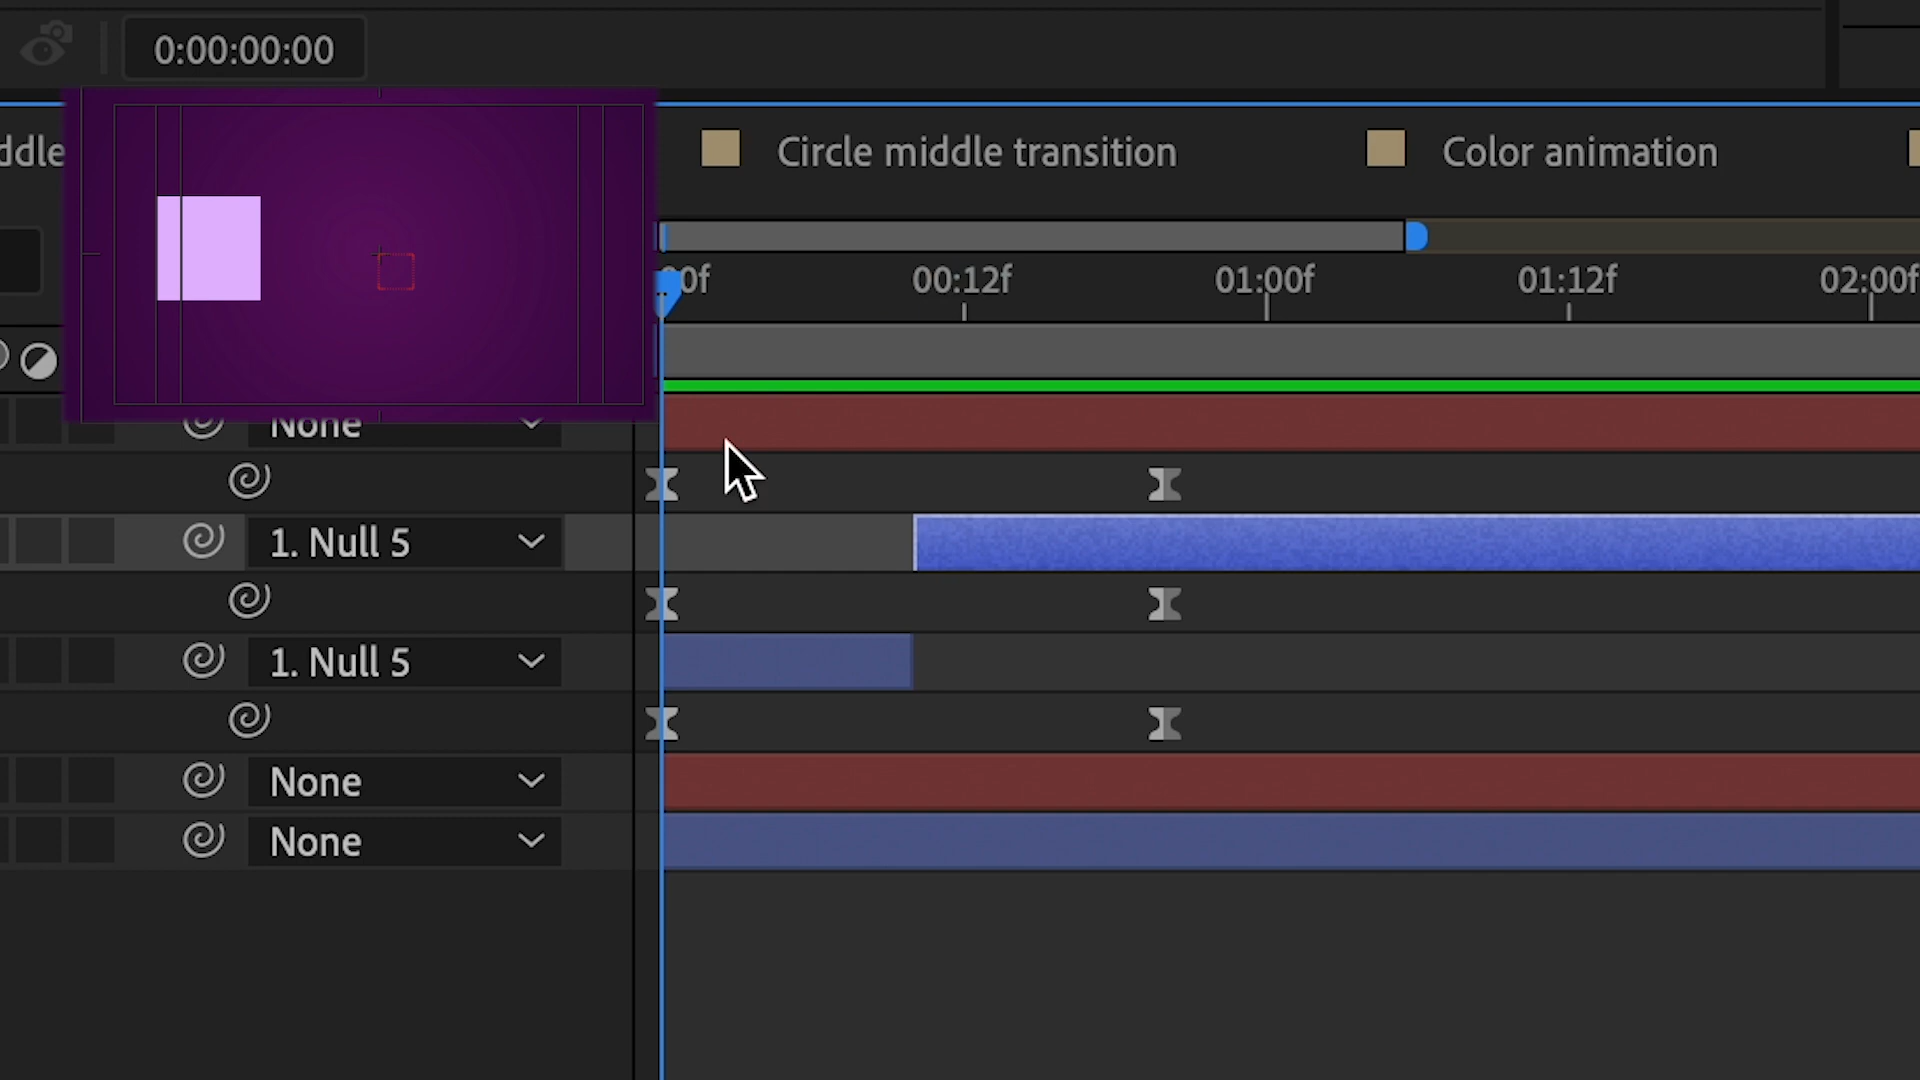 0:00:00:00
ddle
Circle middle transition
Color animation
00f
00:12f
01:00f
01:12f
02:00f
None
1. Null 5
1. Null 5
None
None